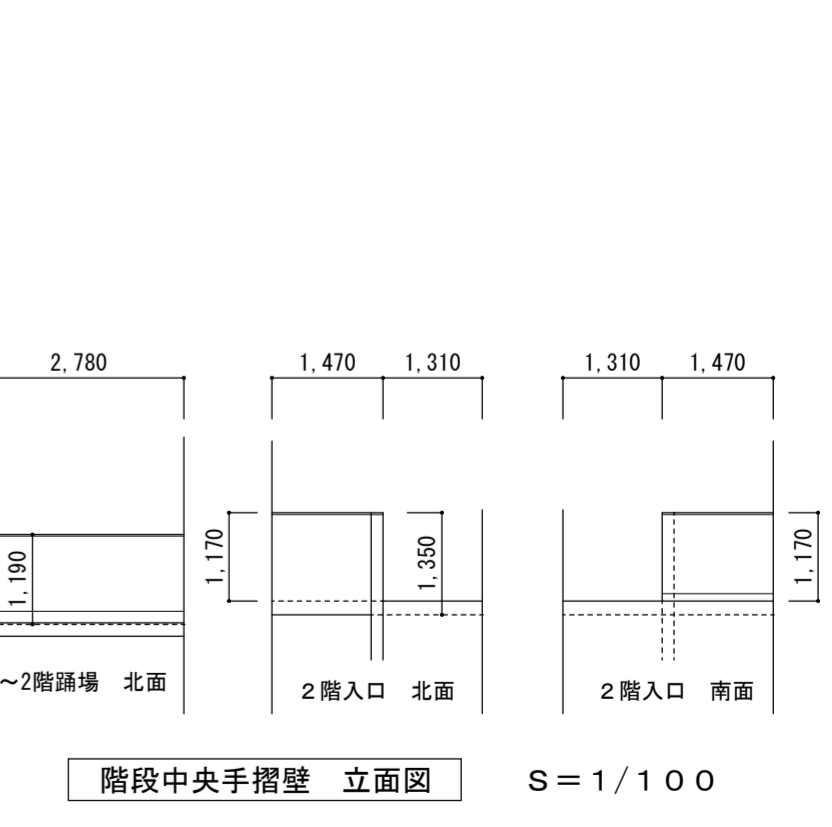 2,780
1,470
1,310
1,310
1,470
1,190
1,170
1,350
1,170
～2階踊場　北面
２階入口　北面
２階入口　南面
階段中央手摺壁　立面図
Ｓ＝１/１００